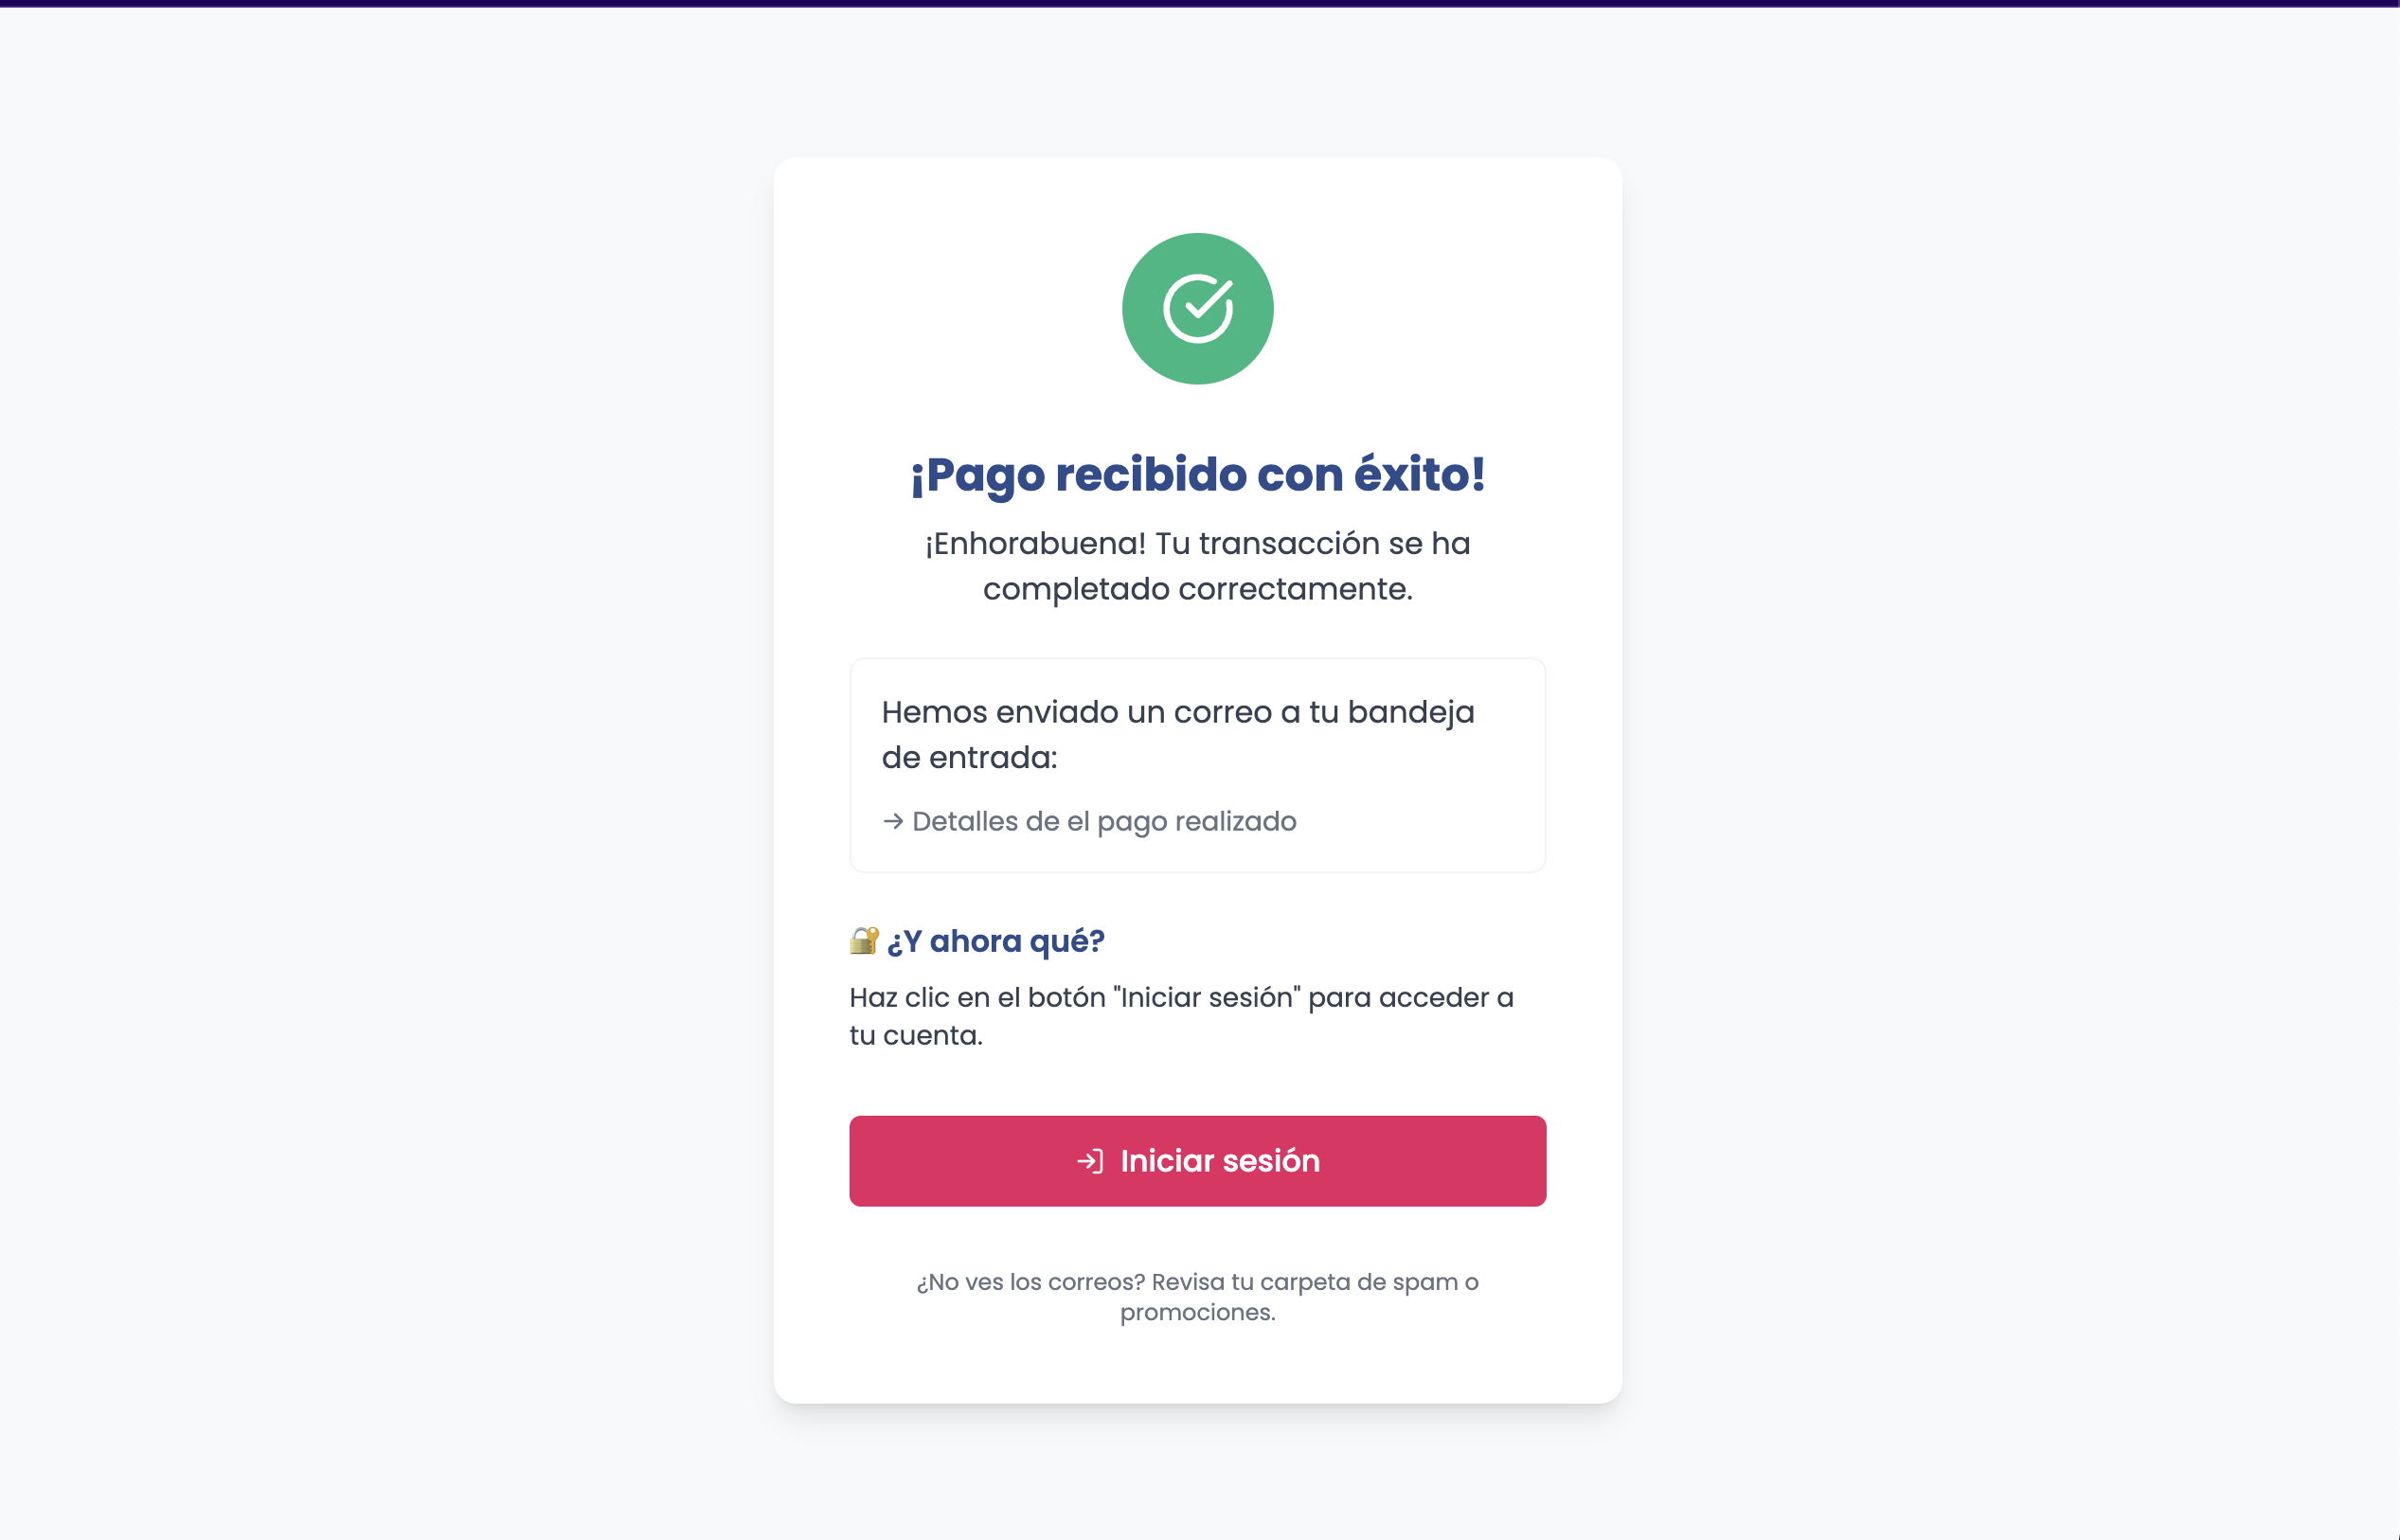 ¡Pago recibido con éxito!
¡Enhorabuena! Tu transacción se ha
completado correctamente.
Hemos enviado un correo a tu bandeja
de entrada:
→ Detalles de el pago realizado
🔐 ¿Y ahora qué?
Haz clic en el botón "Iniciar sesión" para acceder a
tu cuenta.
Iniciar sesión
¿No ves los correos? Revisa tu carpeta de spam o
promociones.